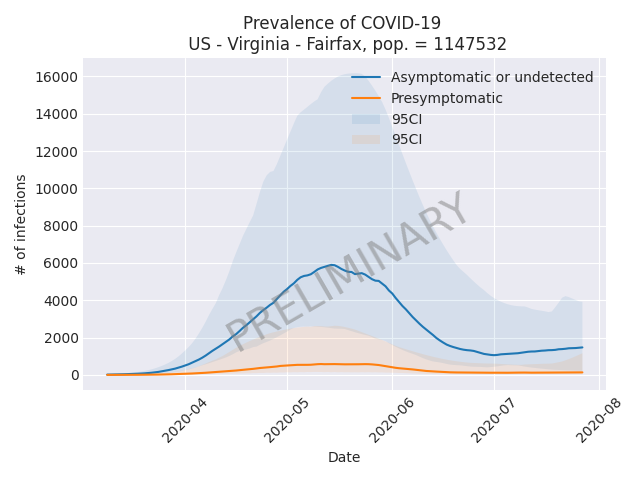 Prevalence of COVID-19
US - Virginia - Fairfax, pop. = 1147532
16000
14000
12000
10000
8000
6000
4000
2000
0
# of infections
Asymptomatic or undetected
Presymptomatic
95CI
95CI
PRELIMINARY
2020-04
2020-05
2020-06
2020-07
2020-08
Date